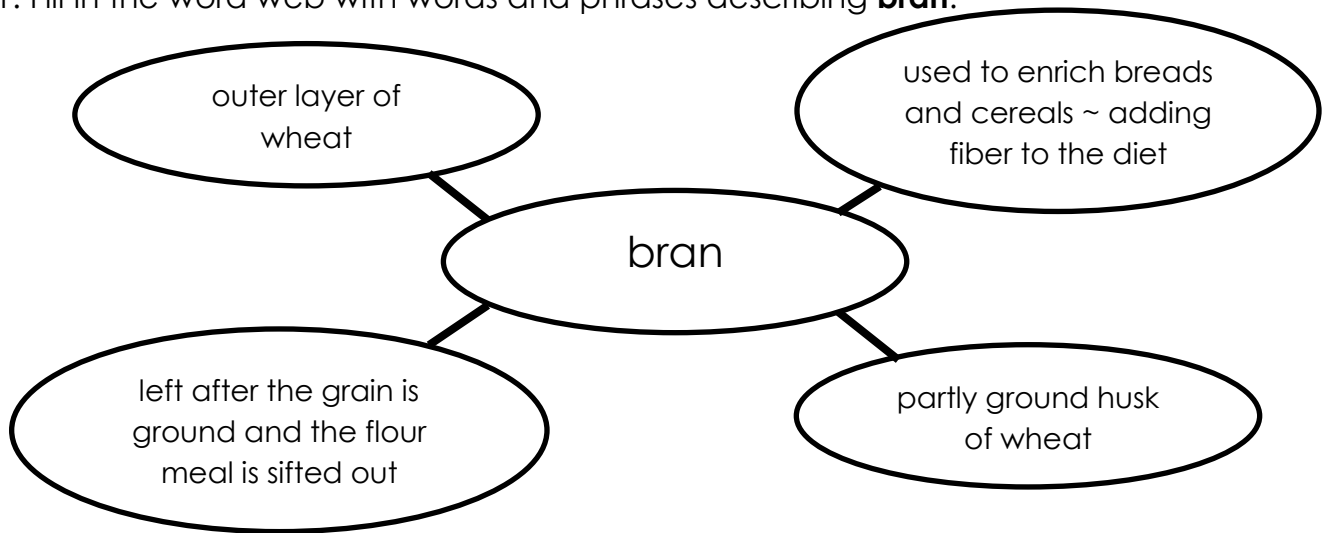 1. Fill in the word web with words and phrases describing bran.
outer layer of
wheat
used to enrich breads
and cereals ~ adding
fiber to the diet
bran
left after the grain is
ground and the flour
meal is sifted out
partly ground husk
of wheat